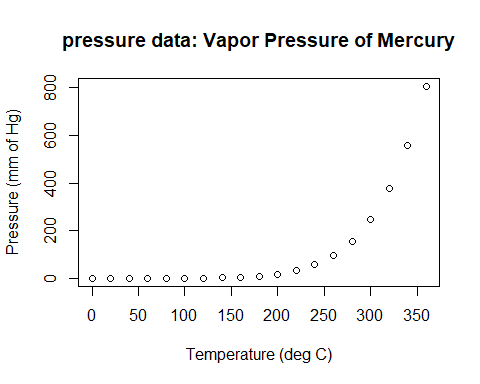 pressure data: Vapor Pressure of Mercury
800
600
400
200
0
Pressure (mm of Hg)
0 50 100 150 200 250 300 350
Temperature (deg C)